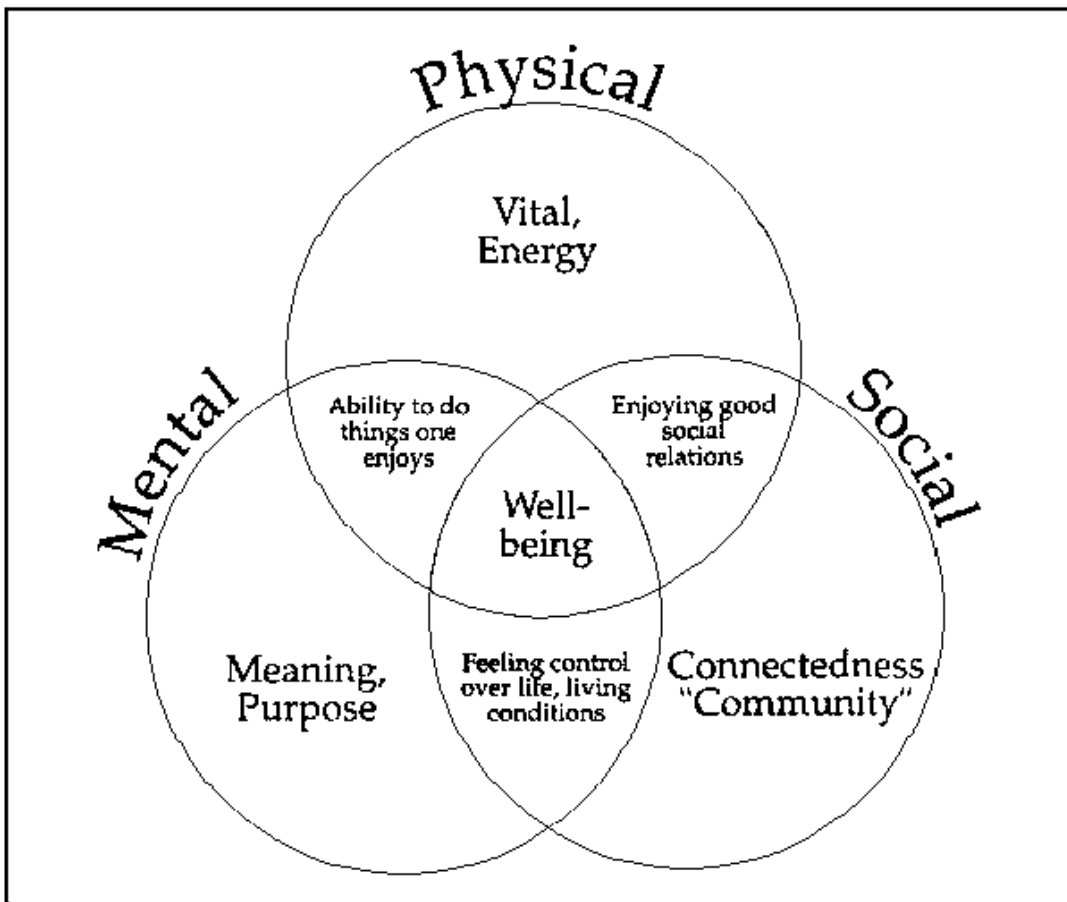 Physical
Vital,
Energy
Mental
Social
Ability to do
things one
enjoys
Enjoying good
social
relations
Well-
being
Meaning,
Purpose
Feeling control
over life, living
conditions
Connectedness
"Community"